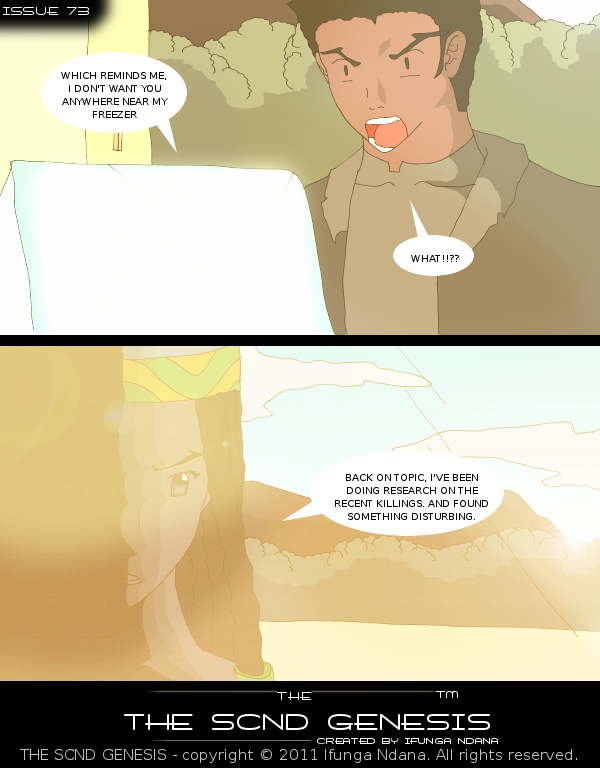 ISSUE 73
WHICH REMINDS ME,
I DON'T WANT YOU
ANYWHERE NEAR MY
FREEZER
WHAT!!??
BACK ON TOPIC, I'VE BEEN
DOING RESEARCH ON THE
RECENT KILLINGS. AND FOUND
SOMETHING DISTURBING.
THE TM
THE SCND GENESIS
CREATED BY IFUNGA NDANA
THE SCND GENESIS - copyright © 2011 Ifunga Ndana. All rights reserved.